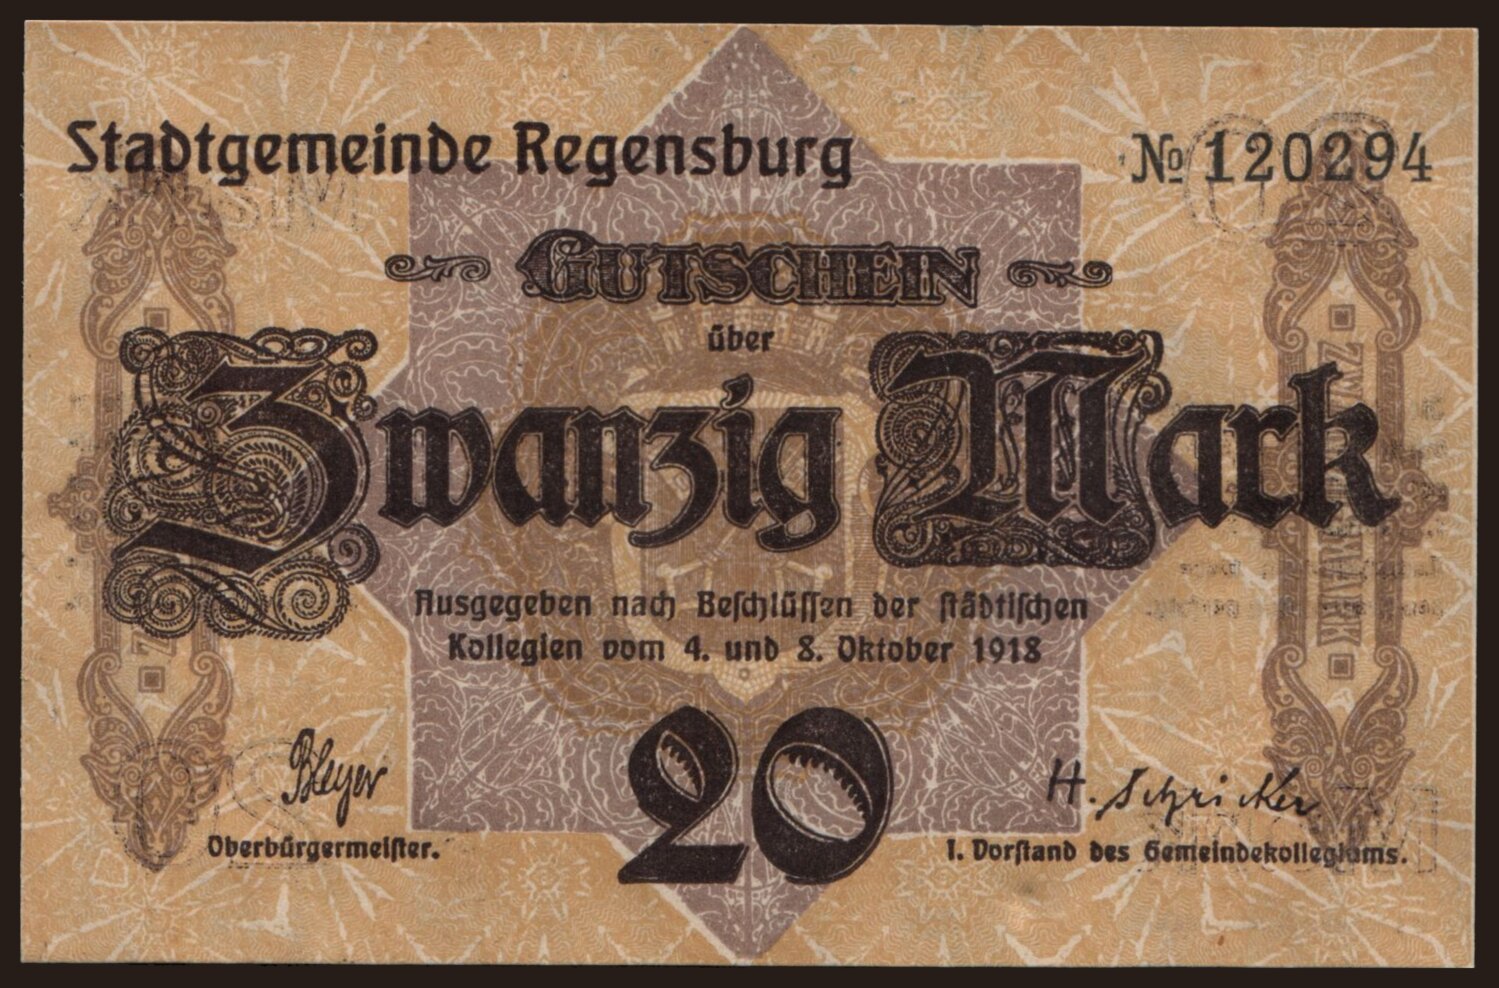 Stadtgemeinde Regensburg
№ 120294
GUTSCHEIN
über
Zwanzig Mark
Ausgegeben nach Beschlüssen der städtischen
Kollegien vom 4. und 8. Oktober 1918
20
Bleyer
H. Schricker
Oberbürgermeister.
1. Vorstand des Gemeindekollegiums.